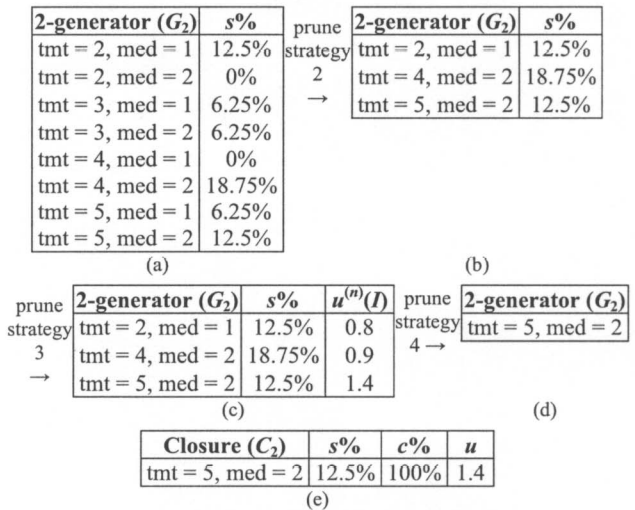 2-generator (G2) s%
tmt = 2, med = 1 12.5%
tmt = 2, med = 2 0%
tmt = 3, med = 1 6.25%
tmt = 3, med = 2 6.25%
tmt = 4, med = 1 0%
tmt = 4, med = 2 18.75%
tmt = 5, med = 1 6.25%
tmt = 5, med = 2 12.5%
(a)
prune
strategy
2
→
2-generator (G2) s%
tmt = 2, med = 1 12.5%
tmt = 4, med = 2 18.75%
tmt = 5, med = 2 12.5%
(b)
prune
strategy
3
→
2-generator (G2) s% u(n)(I)
tmt = 2, med = 1 12.5% 0.8
tmt = 4, med = 2 18.75% 0.9
tmt = 5, med = 2 12.5% 1.4
(c)
prune
strategy
4 →
2-generator (G2)
tmt = 5, med = 2
(d)
Closure (C2) s% c% u
tmt = 5, med = 2 12.5% 100% 1.4
(e)